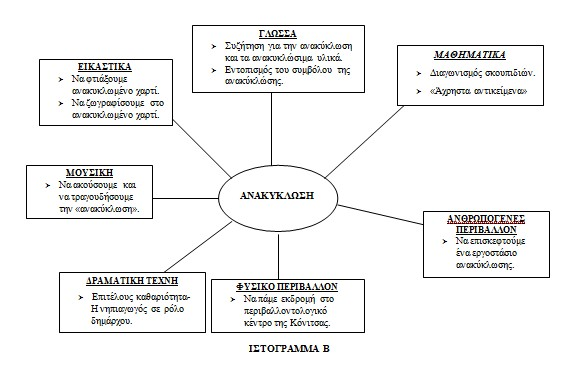 ΓΛΩΣΣΑ
➢ Συζήτηση για την ανακύκλωση
και τα ανακυκλώσιμα υλικά.
➢ Εντοπισμός του συμβόλου της
ανακύκλωσης.
ΕΙΚΑΣΤΙΚΑ
➢ Να φτιάξουμε
ανακυκλωμένο χαρτί.
➢ Να ζωγραφίσουμε στο
ανακυκλωμένο χαρτί.
ΜΑΘΗΜΑΤΙΚΑ
➢ Διαγωνισμός σκουπιδιών.
➢ «Άχρηστα αντικείμενα»
ΜΟΥΣΙΚΗ
➢ Να ακούσουμε και
να τραγουδήσουμε
την «ανακύκλωση».
ΑΝΑΚΥΚΛΩΣΗ
ΑΝΘΡΩΠΟΓΕΝΕΣ
ΠΕΡΙΒΑΛΛΟΝ
➢ Να επισκεφτούμε
ένα εργοστάσιο
ανακύκλωσης.
ΔΡΑΜΑΤΙΚΗ ΤΕΧΝΗ
➢ Επιτέλους καθαριότητα-
Η νηπιαγωγός σε ρόλο
δημάρχου.
ΦΥΣΙΚΟ ΠΕΡΙΒΑΛΛΟΝ
➢ Να πάμε εκδρομή στο
περιβαλλοντολογικό
κέντρο της Κόνιτσας.
ΙΣΤΟΓΡΑΜΜΑ Β